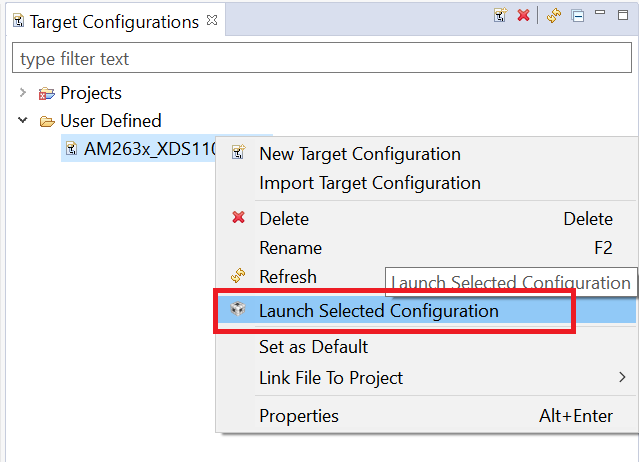 Target Configurations
type filter text
Projects
User Defined
AM263x_XDS110
New Target Configuration
Import Target Configuration
Delete Delete
Rename F2
Refresh
Launch Selected Configuration
Launch Selected Configuration
Set as Default
Link File To Project
Properties Alt+Enter